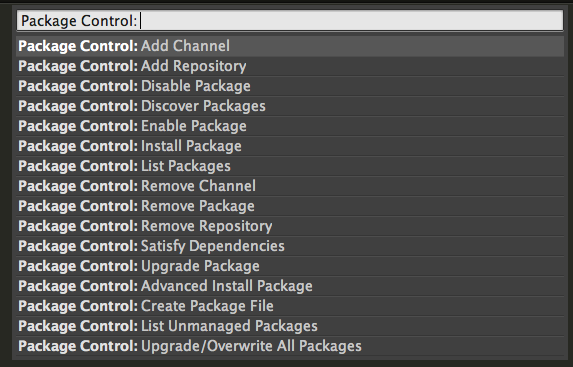 Package Control:
Package Control: Add Channel
Package Control: Add Repository
Package Control: Disable Package
Package Control: Discover Packages
Package Control: Enable Package
Package Control: Install Package
Package Control: List Packages
Package Control: Remove Channel
Package Control: Remove Package
Package Control: Remove Repository
Package Control: Satisfy Dependencies
Package Control: Upgrade Package
Package Control: Advanced Install Package
Package Control: Create Package File
Package Control: List Unmanaged Packages
Package Control: Upgrade/Overwrite All Packages